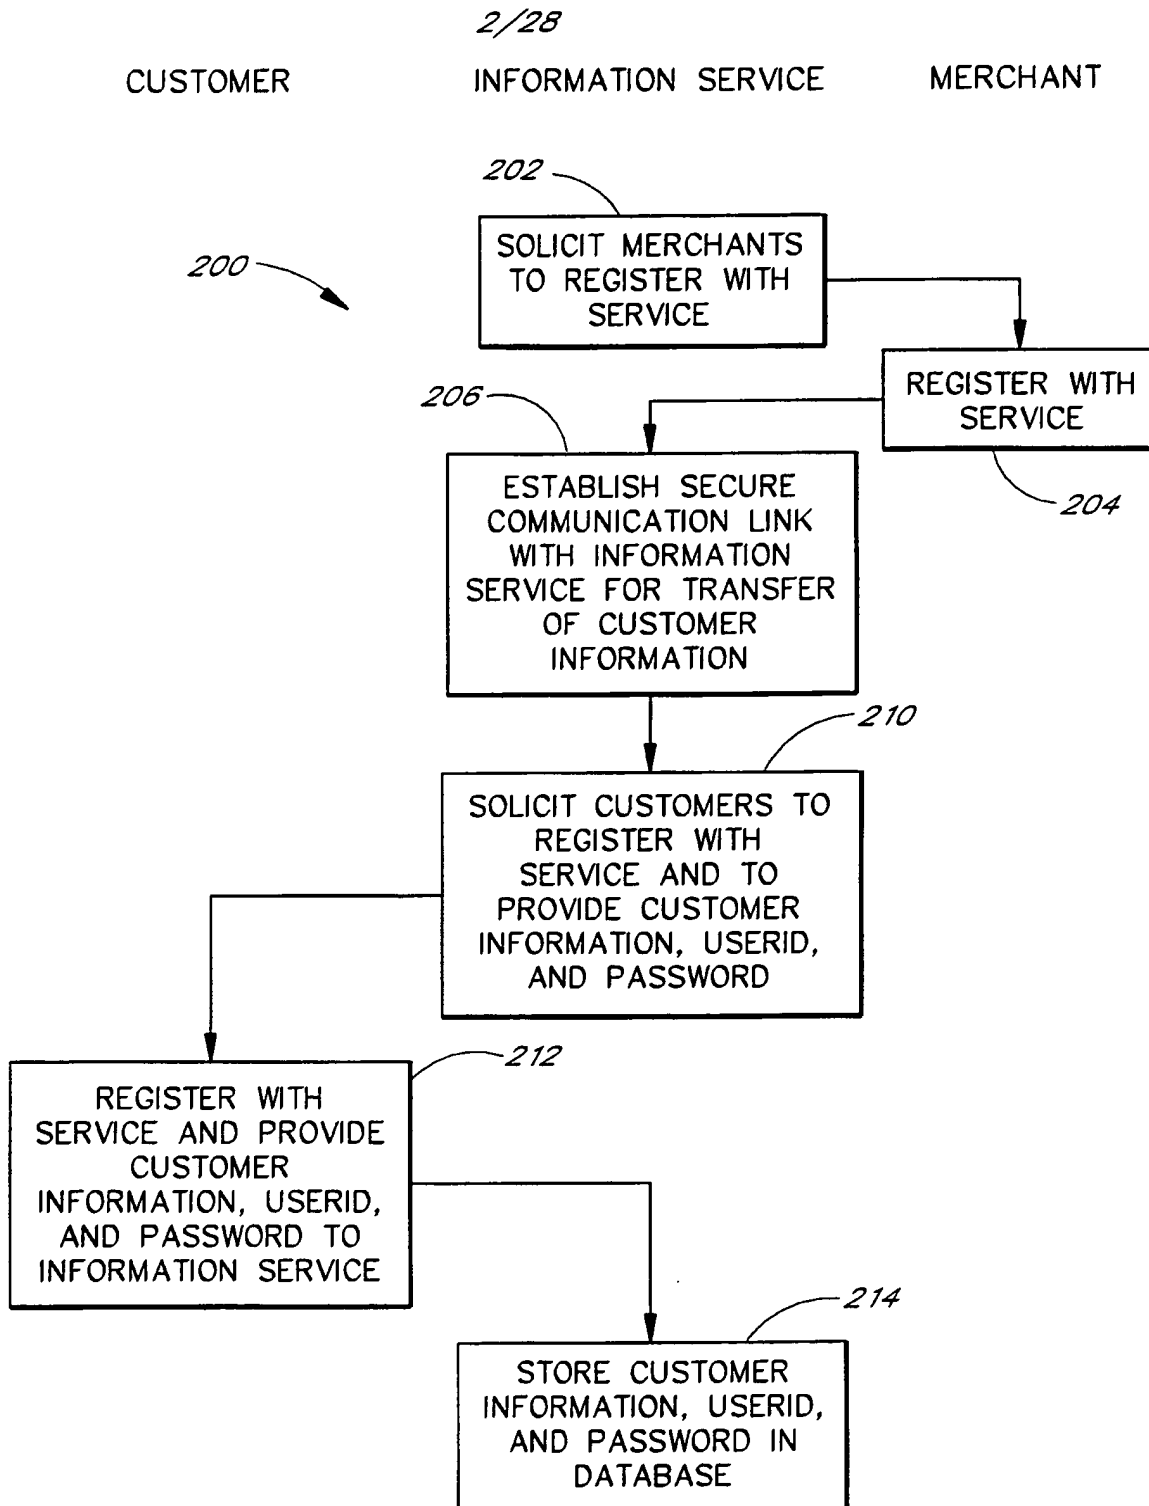 2/28
CUSTOMER
INFORMATION SERVICE
MERCHANT
202
SOLICIT MERCHANTS
TO REGISTER WITH
SERVICE
200
REGISTER WITH
SERVICE
204
206
ESTABLISH SECURE
COMMUNICATION LINK
WITH INFORMATION
SERVICE FOR TRANSFER
OF CUSTOMER
INFORMATION
210
SOLICIT CUSTOMERS TO
REGISTER WITH
SERVICE AND TO
PROVIDE CUSTOMER
INFORMATION, USERID,
AND PASSWORD
212
REGISTER WITH
SERVICE AND PROVIDE
CUSTOMER
INFORMATION, USERID,
AND PASSWORD TO
INFORMATION SERVICE
214
STORE CUSTOMER
INFORMATION, USERID,
AND PASSWORD IN
DATABASE